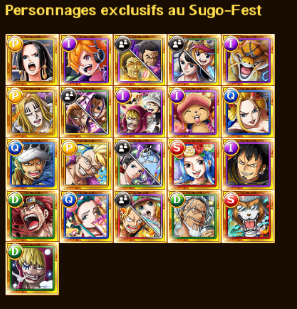 Personnages exclusifs au Sugo-Fest
P I I
P I I Q
Q P S I
D Q D S
D